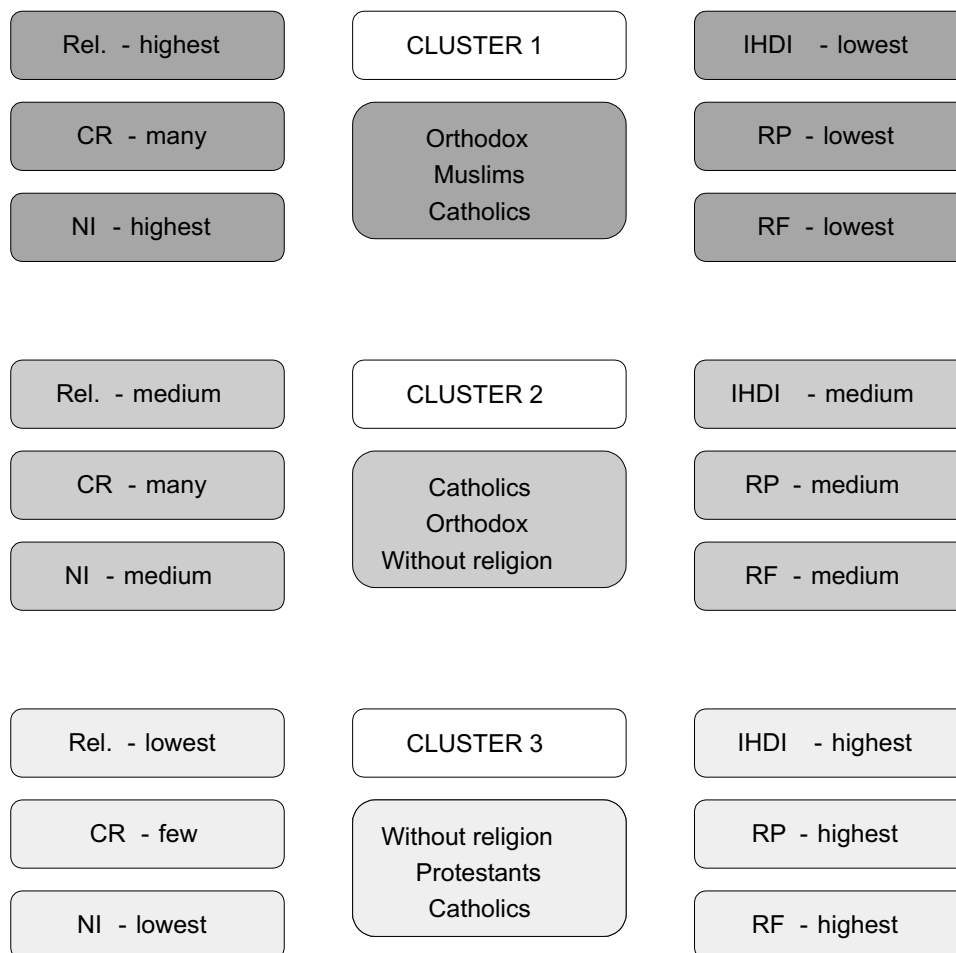 Rel. - highest
CLUSTER 1
IHDI - lowest
CR - many
Orthodox
Muslims
Catholics
RP - lowest
NI - highest
RF - lowest
Rel. - medium
CLUSTER 2
IHDI - medium
CR - many
Catholics
Orthodox
Without religion
RP - medium
NI - medium
RF - medium
Rel. - lowest
CLUSTER 3
IHDI - highest
CR - few
Without religion
Protestants
Catholics
RP - highest
NI - lowest
RF - highest